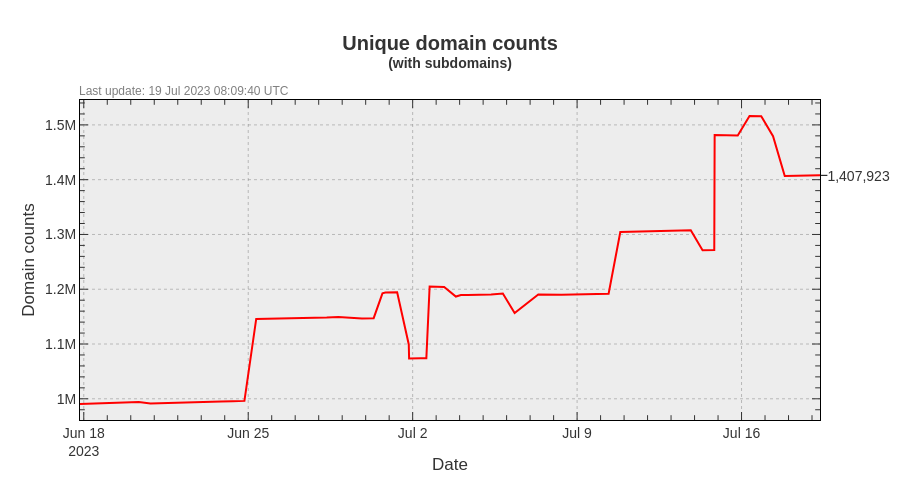 Unique domain counts
(with subdomains)
Last update: 19 Jul 2023 08:09:40 UTC
1.5M
1.4M
1,407,923
1.3M
1.2M
1.1M
1M
Domain counts
Jun 18
2023
Jun 25
Jul 2
Jul 9
Jul 16
Date